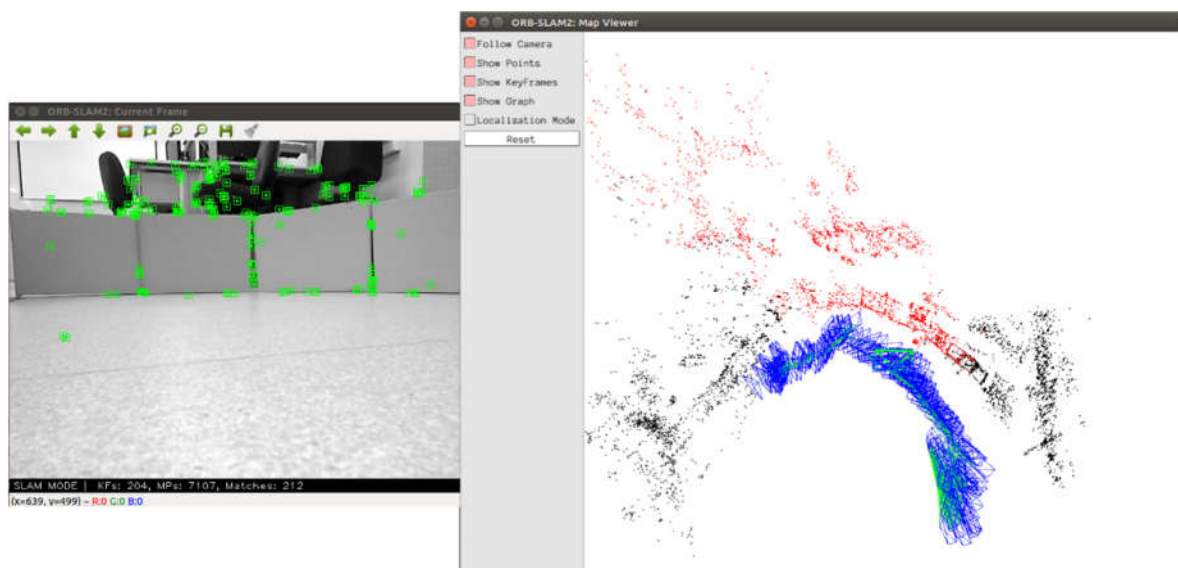 ORB-SLAM2: Map Viewer
Follow Camera
Show Points
Show KeyFrames
Show Graph
Localization Mode
Reset
ORB-SLAM2: Current Frame
SLAM MODE | KFs: 204, MPs: 7107, Matches: 212
(x=639, y=499) ~ R:0 G:0 B:0